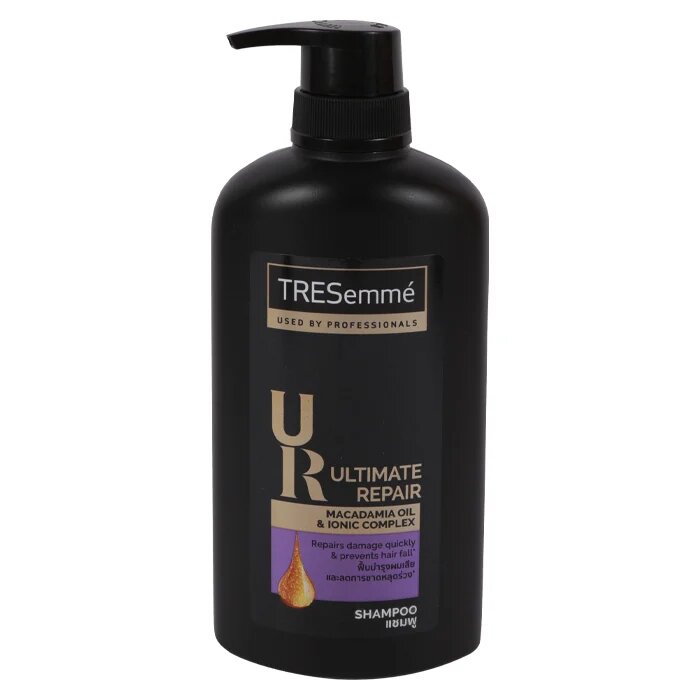 TRESemmé
USED BY PROFESSIONALS
UR
ULTIMATE
REPAIR
MACADAMIA OIL
& IONIC COMPLEX
Repairs damage quickly
& prevents hair fall*
ฟื้นบำรุงผมเสีย
และลดการขาดหลุดร่วง*
SHAMPOO
แชมพู